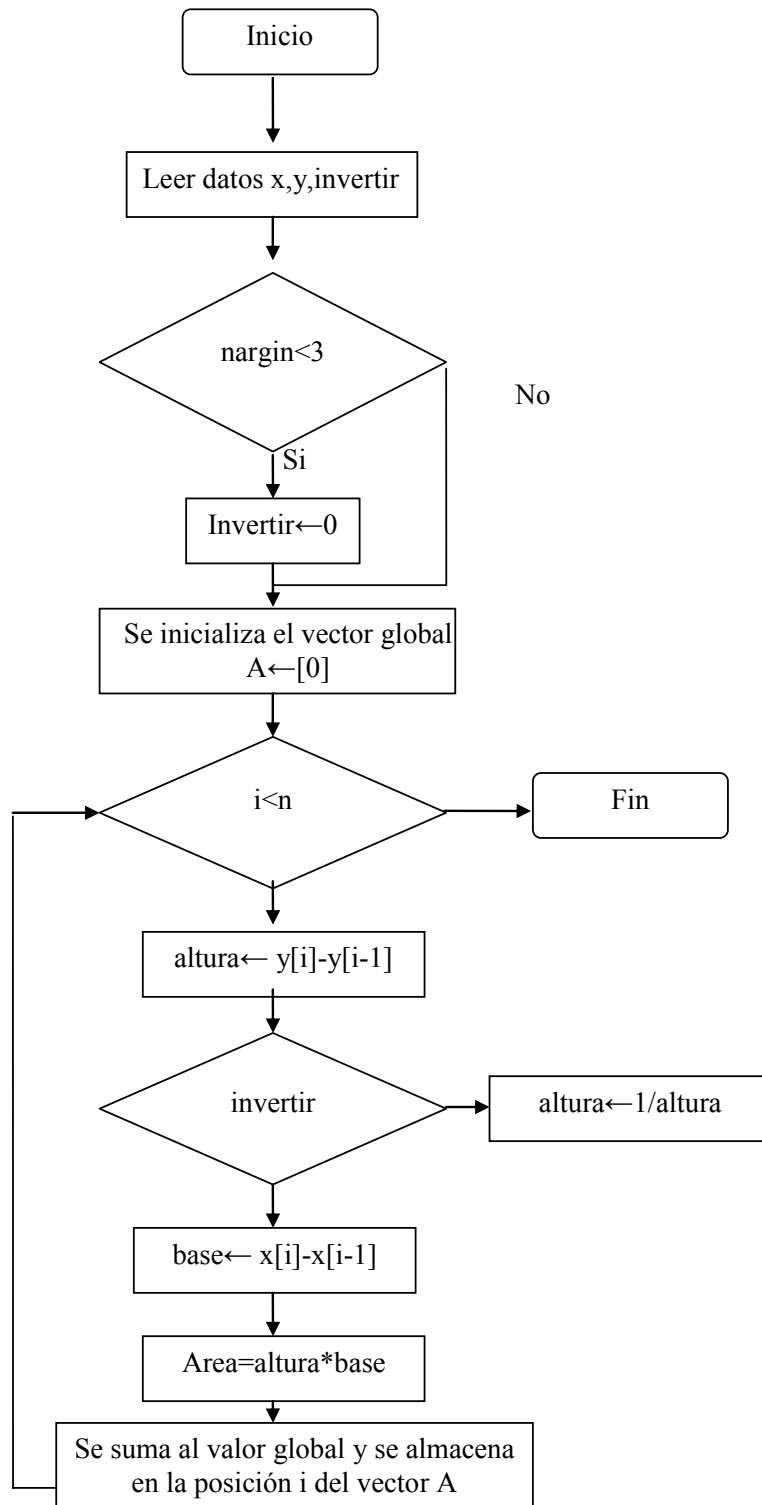 Inicio
Leer datos x,y,invertir
nargin<3
No
Si
Invertir←0
Se inicializa el vector global
A←[0]
i<n
Fin
altura← y[i]-y[i-1]
invertir
altura←1/altura
base← x[i]-x[i-1]
Area=altura*base
Se suma al valor global y se almacena
en la posición i del vector A